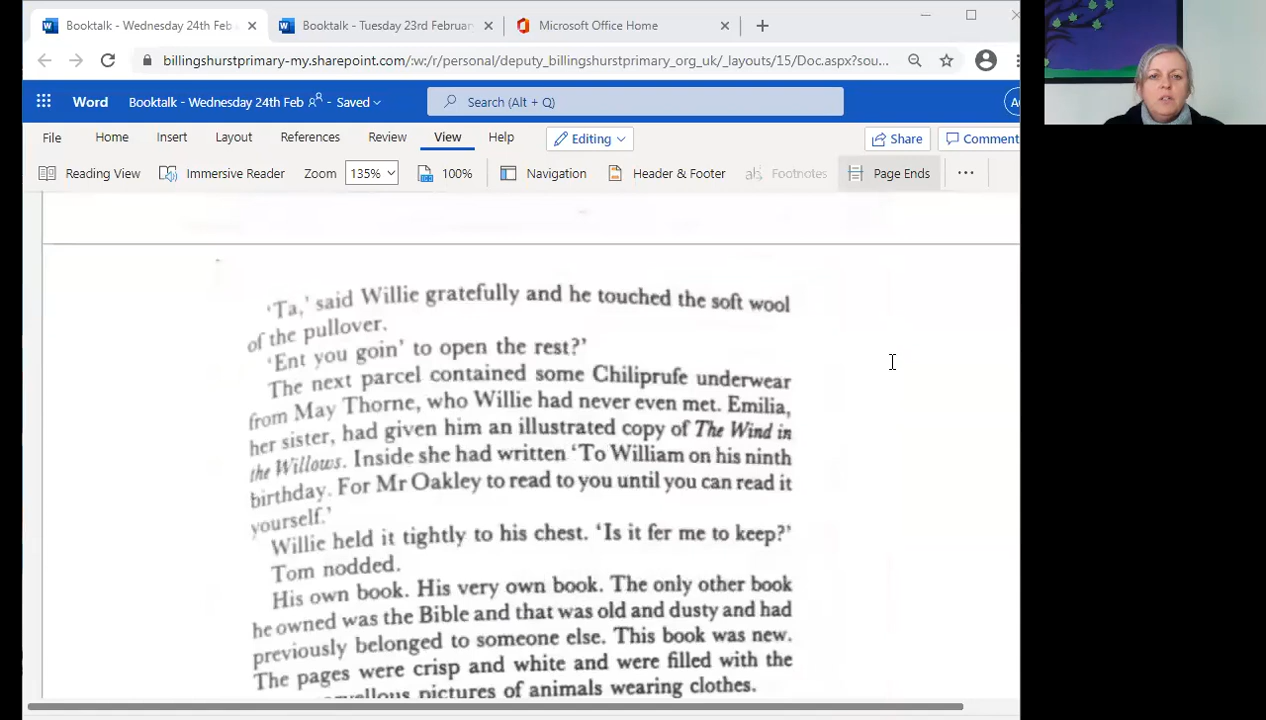 Booktalk - Wednesday 24th Feb
Booktalk - Tuesday 23rd February
Microsoft Office Home
billingshurstprimary-my.sharepoint.com/:w:/r/personal/deputy_billingshurstprimary_org_uk/_layouts/15/Doc.aspx?sou...
Word Booktalk - Wednesday 24th Feb - Saved Search (Alt + Q)
File Home Insert Layout References Review View Help Editing Share Comment
Reading View Immersive Reader Zoom 135% 100% Navigation Header & Footer Footnotes Page Ends ...
'Ta,' said Willie gratefully and he touched the soft wool
of the pullover.
'Ent you goin' to open the rest?'
The next parcel contained some Chiliprufe underwear
from May Thorne, who Willie had never even met. Emilia,
her sister, had given him an illustrated copy of The Wind in
the Willows. Inside she had written 'To William on his ninth
birthday. For Mr Oakley to read to you until you can read it
yourself.'
Willie held it tightly to his chest. 'Is it fer me to keep?'
Tom nodded.
His own book. His very own book. The only other book
he owned was the Bible and that was old and dusty and had
previously belonged to someone else. This book was new.
The pages were crisp and white and were filled with the
pictures of animals wearing clothes.